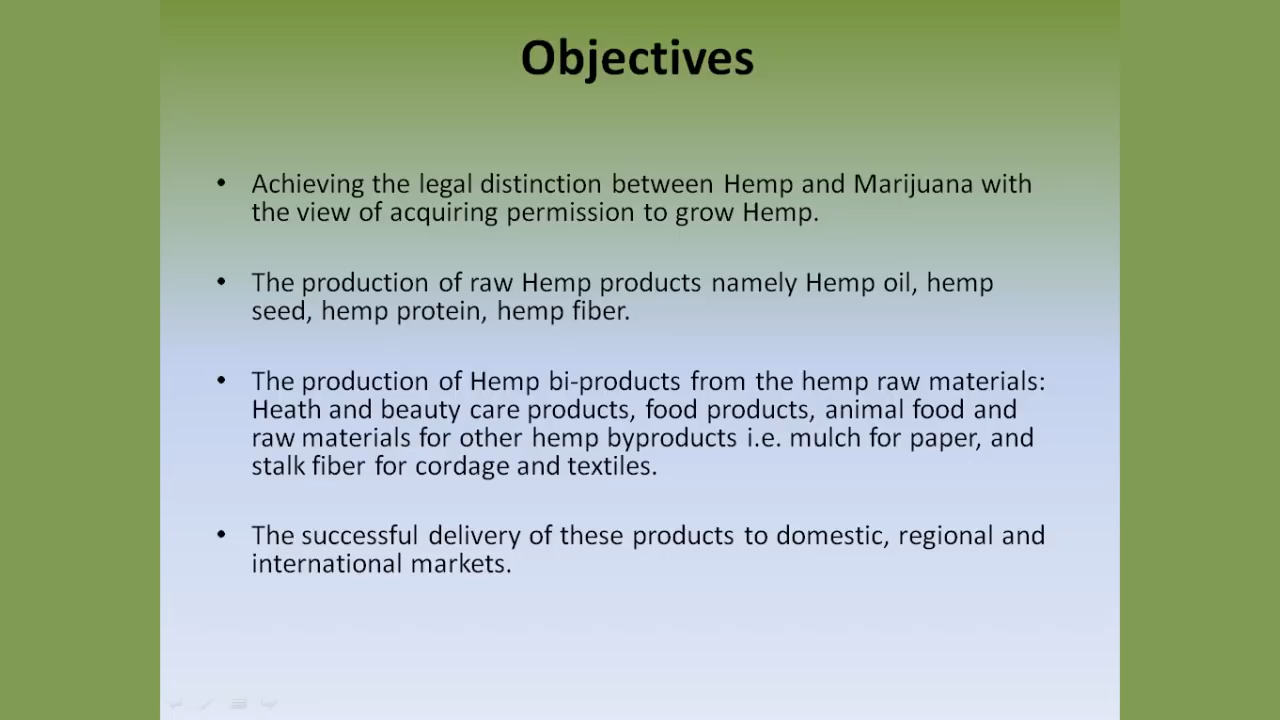 Objectives
• Achieving the legal distinction between Hemp and Marijuana with
the view of acquiring permission to grow Hemp.
• The production of raw Hemp products namely Hemp oil, hemp
seed, hemp protein, hemp fiber.
• The production of Hemp bi-products from the hemp raw materials:
Heath and beauty care products, food products, animal food and
raw materials for other hemp byproducts i.e. mulch for paper, and
stalk fiber for cordage and textiles.
• The successful delivery of these products to domestic, regional and
international markets.